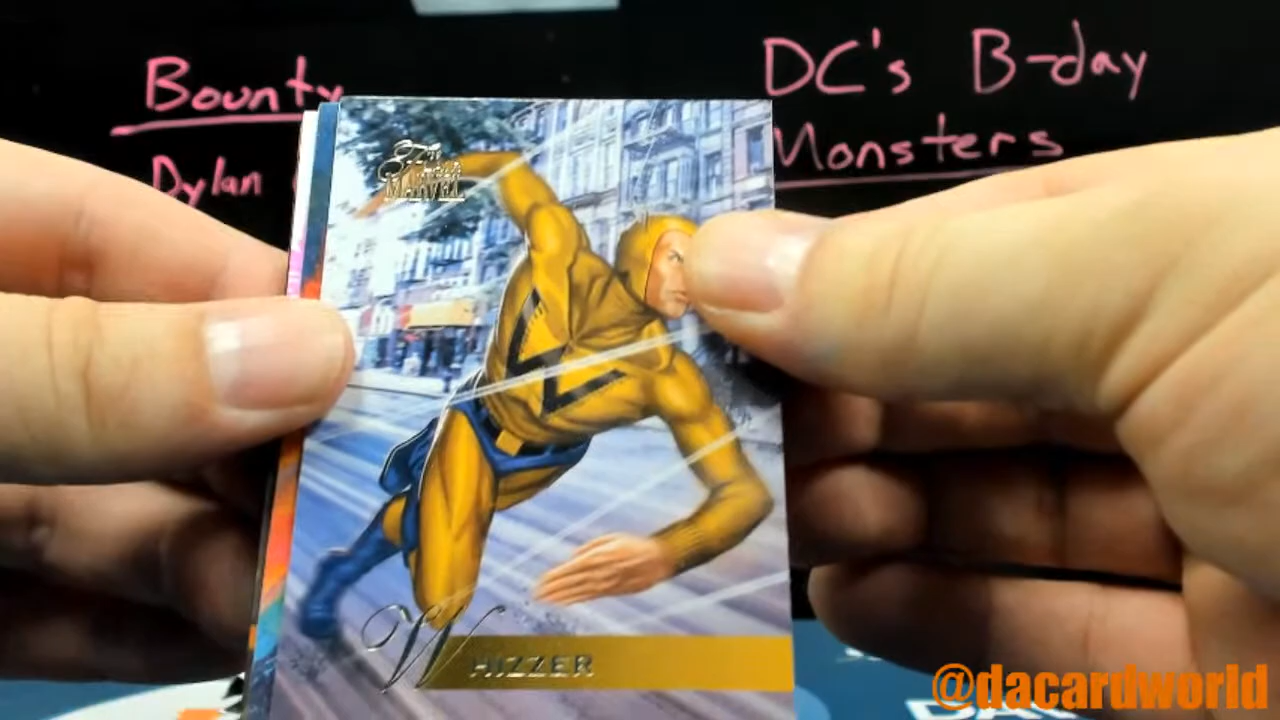 Bounty
DC's B-day
Monsters
Dylan
MARVEL
WHIZZER
@dacardworld